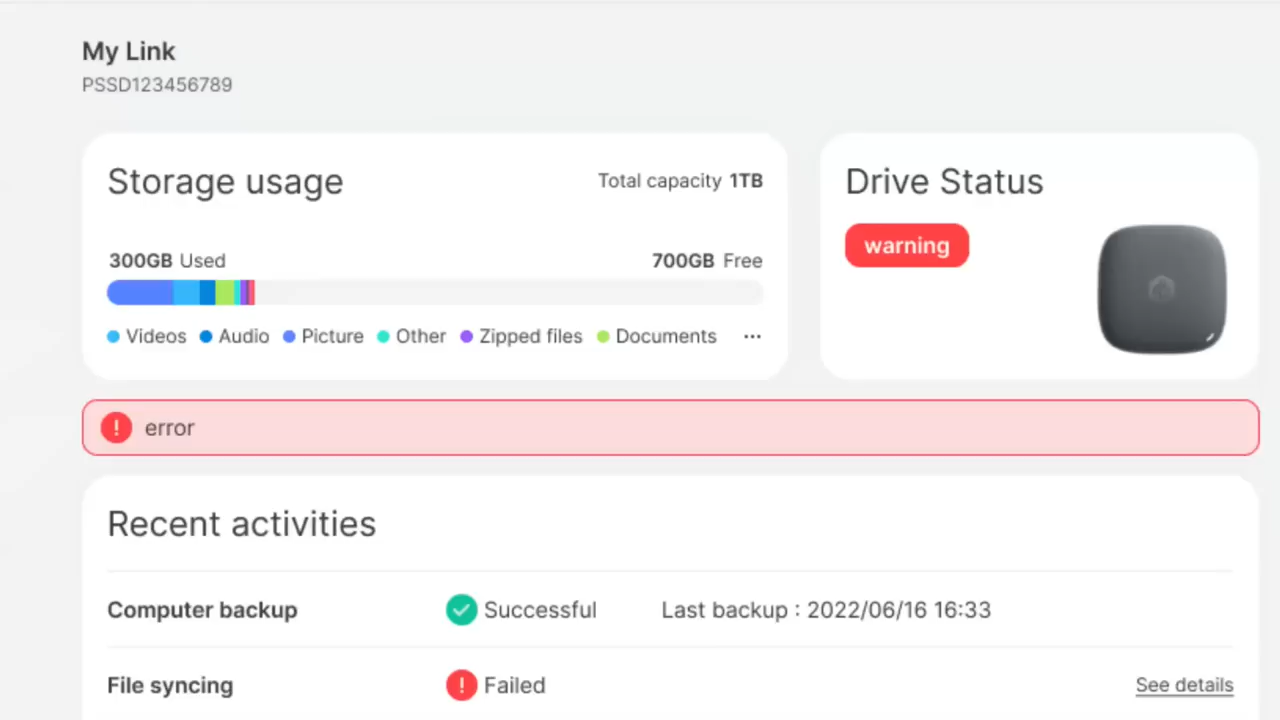 My Link
PSSD123456789
Storage usage
Total capacity 1TB
300GB Used
700GB Free
Videos Audio Picture Other Zipped files Documents ...
Drive Status
warning
error
Recent activities
Computer backup Successful Last backup : 2022/06/16 16:33
File syncing Failed See details